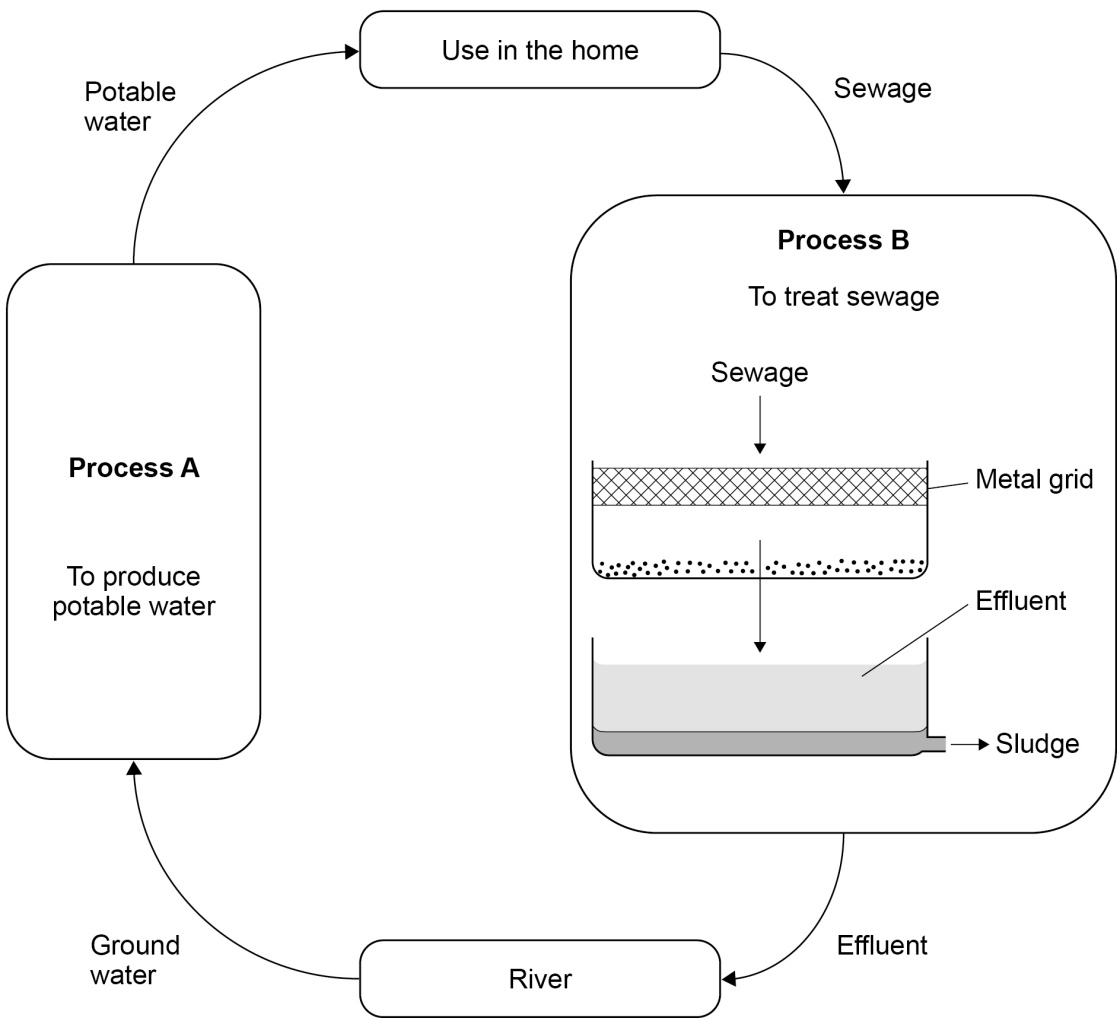 Use in the home
Potable
water
Sewage
Process B
To treat sewage
Sewage
Metal grid
Effluent
Sludge
Process A
To produce
potable water
Ground
water
River
Effluent